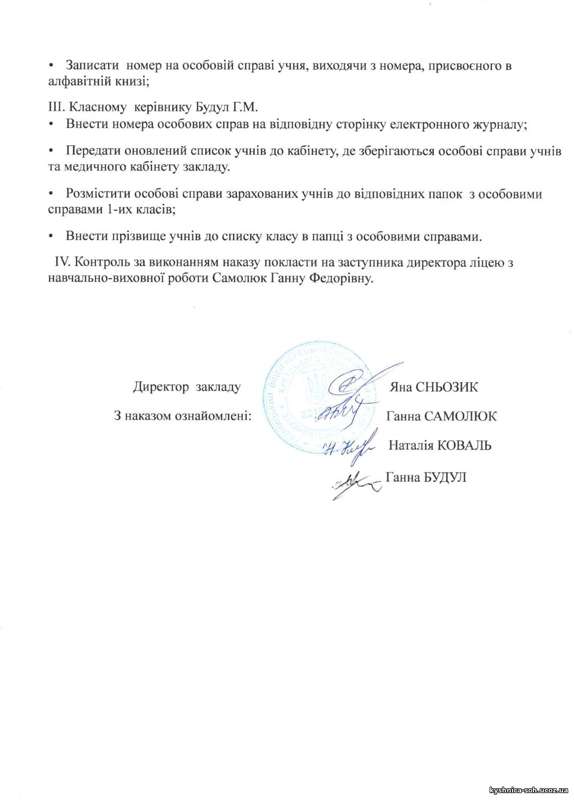 • Записати номер на особовій справі учня, виходячи з номера, присвоєного в
алфавітній книзі;
III. Класному керівнику Будул Г.М.
• Внести номера особових справ на відповідну сторінку електронного журналу;
• Передати оновлений список учнів до кабінету, де зберігаються особові справи учнів
та медичного кабінету закладу.
• Розмістити особові справи зарахованих учнів до відповідних папок з особовими
справами 1-их класів;
• Внести прізвище учнів до списку класу в папці з особовими справами.
IV. Контроль за виконанням наказу покласти на заступника директора ліцею з
навчально-виховної роботи Самолюк Ганну Федорівну.
Директор закладу Яна СНЬОЗИК
З наказом ознайомлені: Ганна САМОЛЮК
Наталія КОВАЛЬ
Ганна БУДУЛ
kyshnica-soh.ucoz.ua